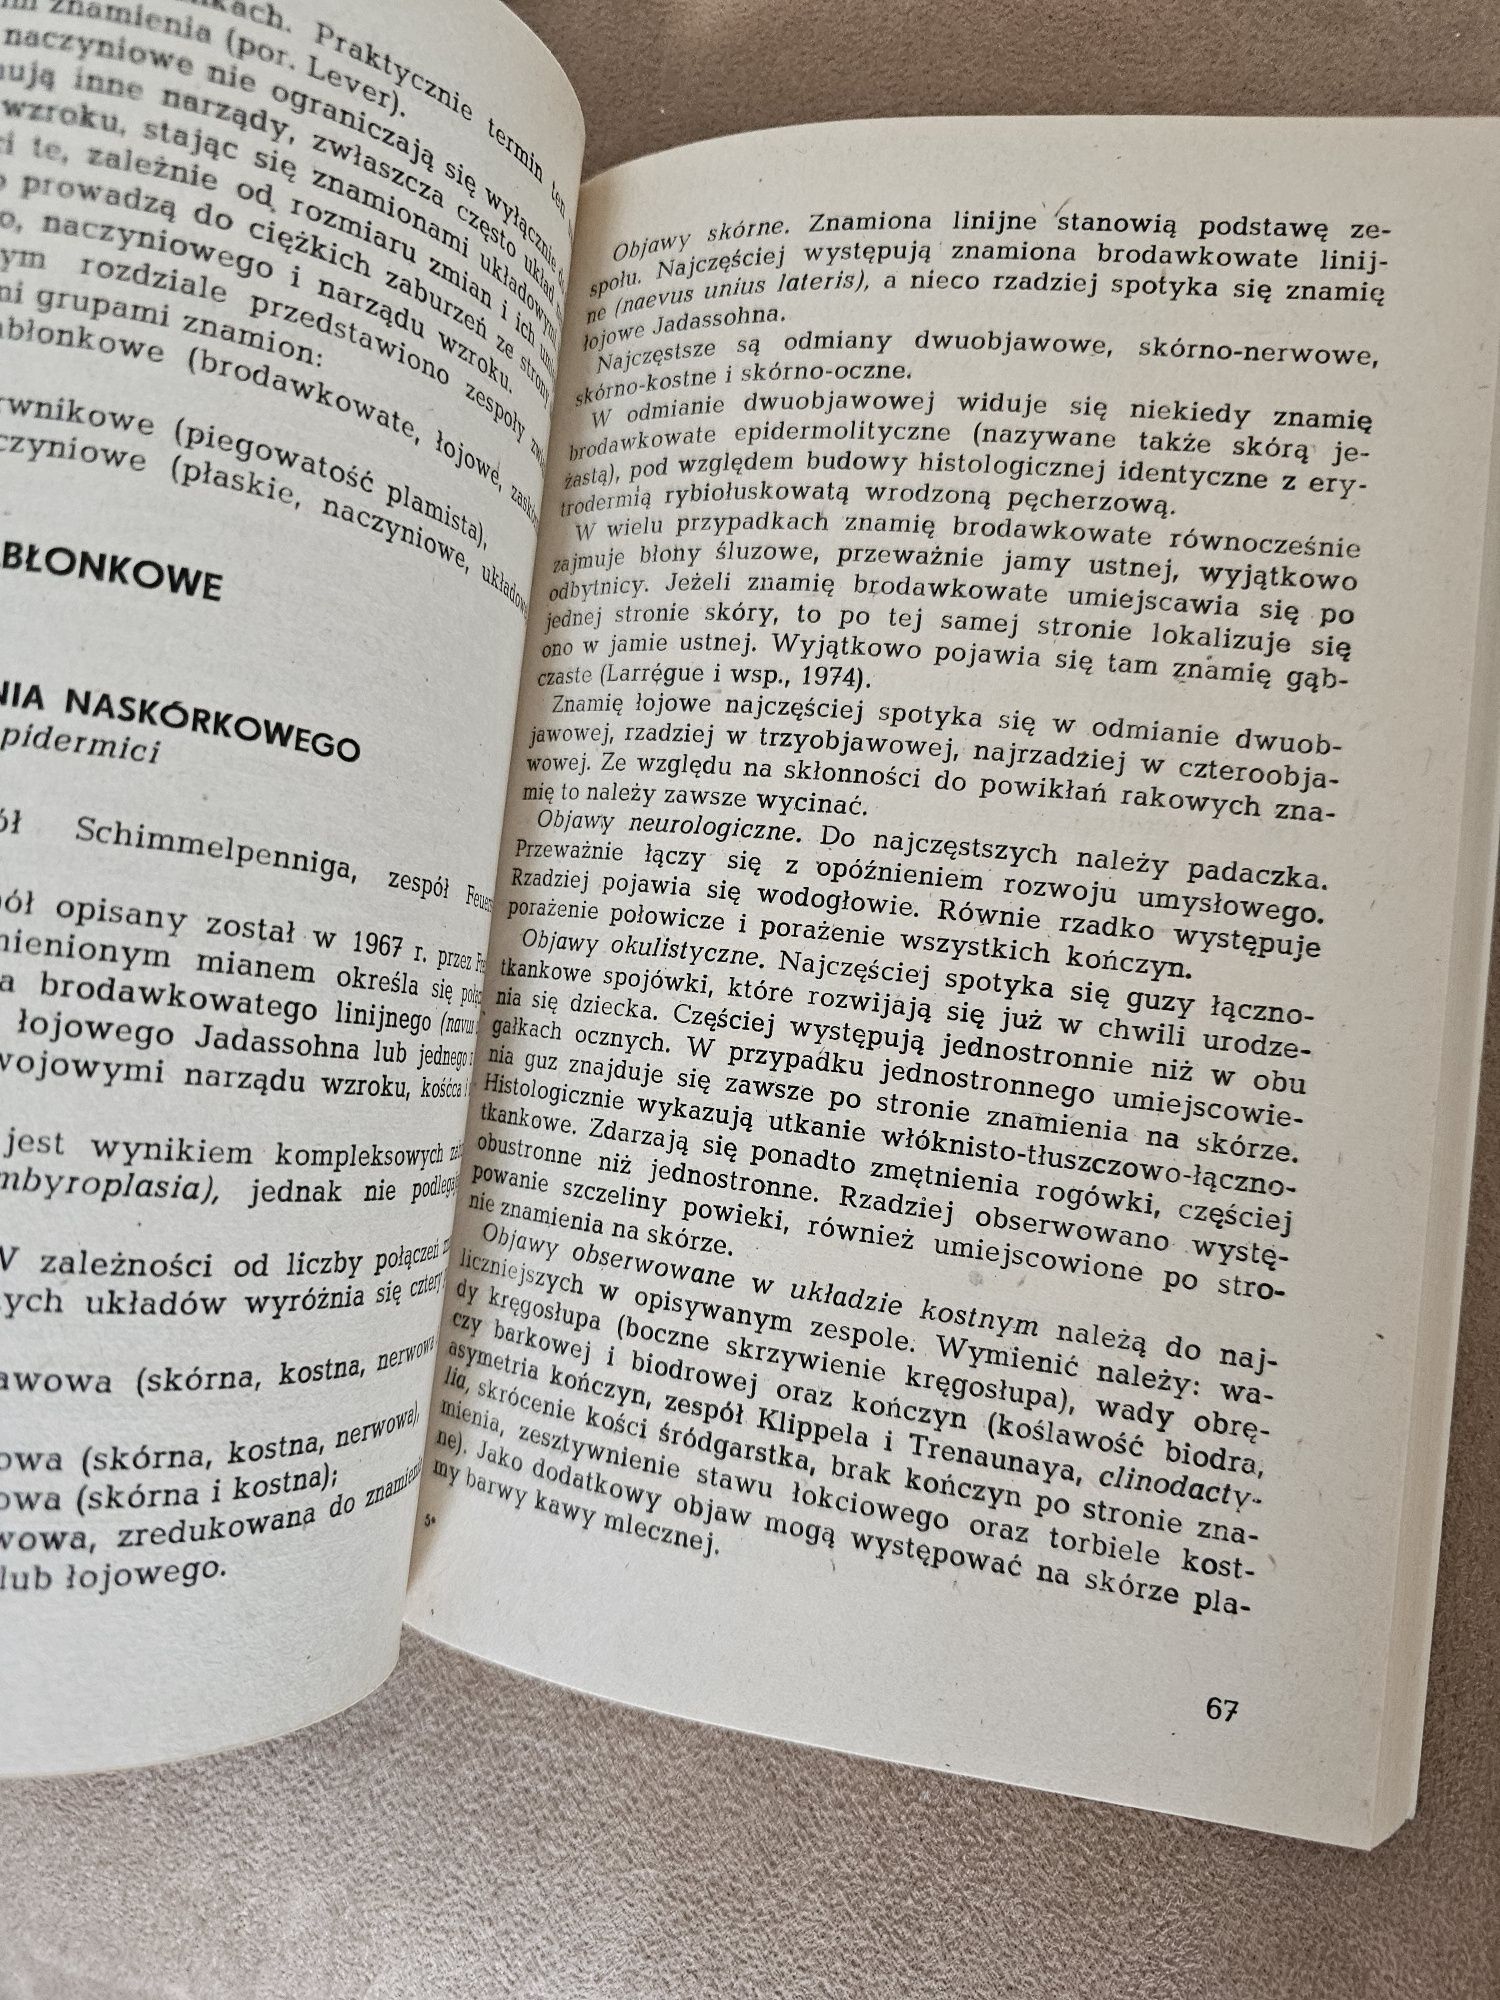 ach. Praktycznie termin ten
znamienia (por. Lever).
naczyniowe nie ograniczają się wyłącznie
ują inne narządy, zwłaszcza często układ
wzroku, stając się znamionami układowymi
i te, zależnie od rozmiaru zmian i ich
prowadzą do ciężkich zaburzeń ze strony
o, naczyniowego i narządu wzroku.
ym rozdziale przedstawiono zespoły
ni grupami znamion:
abłonkowe (brodawkowate, łojowe,
rwnikowe (piegowatość plamista),
czyniowe (płaskie, naczyniowe,
ABŁONKOWE
NIA NASKÓRKOWEGO
pidermici
ół Schimmelpenniga, zespół
ół opisany został w 1967 r. przez
ienionym mianem określa się
a brodawkowatego linijnego
łojowego Jadassohna lub jednego
wojowymi narządu wzroku, kośćca i
jest wynikiem kompleksowych
mbyroplasia), jednak nie
W zależności od liczby połączeń
ych układów wyróżnia się cztery
awowa (skórna, kostna, nerwowa
owa (skórna, kostna, nerwowa),
owa (skórna i kostna);
wowa, zredukowana do znamienia
lub łojowego.
Objawy skórne. Znamiona linijne stanowią podstawę ze-
społu. Najczęściej występują znamiona brodawkowate linij-
ne (naevus unius lateris), a nieco rzadziej spotyka się znamię
łojowe Jadassohna.
Najczęstsze są odmiany dwuobjawowe, skórno-nerwowe,
skórno-kostne i skórno-oczne.
W odmianie dwuobjawowej widuje się niekiedy znamię
brodawkowate epidermolityczne (nazywane także skórą je-
żastą), pod względem budowy histologicznej identyczne z ery-
trodermią rybiołuskowatą wrodzoną pęcherzową.
W wielu przypadkach znamię brodawkowate równocześnie
zajmuje błony śluzowe, przeważnie jamy ustnej, wyjątkowo
odbytnicy. Jeżeli znamię brodawkowate umiejscawia się po
jednej stronie skóry, to po tej samej stronie lokalizuje się
ono w jamie ustnej. Wyjątkowo pojawia się tam znamię gąb-
czaste (Larrégue i wsp., 1974).
Znamię łojowe najczęściej spotyka się w odmianie dwuob-
jawowej, rzadziej w trzyobjawowej, najrzadziej w czteroobja-
wowej. Ze względu na skłonności do powikłań rakowych zna-
mię to należy zawsze wycinać.
Objawy neurologiczne. Do najczęstszych należy padaczka.
Przeważnie łączy się z opóźnieniem rozwoju umysłowego.
Rzadziej pojawia się wodogłowie. Równie rzadko występuje
porażenie połowicze i porażenie wszystkich kończyn.
Objawy okulistyczne. Najczęściej spotyka się guzy łączno-
tkankowe spojówki, które rozwijają się już w chwili urodze-
nia się dziecka. Częściej występują jednostronnie niż w obu
gałkach ocznych. W przypadku jednostronnego umiejscowie-
nia guz znajduje się zawsze po stronie znamienia na skórze.
Histologicznie wykazują utkanie włóknisto-tłuszczowo-łączno-
tkankowe. Zdarzają się ponadto zmętnienia rogówki, częściej
obustronne niż jednostronne. Rzadziej obserwowano wystę-
powanie szczeliny powieki, również umiejscowione po stro-
nie znamienia na skórze.
Objawy obserwowane w układzie kostnym należą do naj-
liczniejszych w opisywanym zespole. Wymienić należy: wa-
dy kręgosłupa (boczne skrzywienie kręgosłupa), wady obrę-
czy barkowej i biodrowej oraz kończyn (koślawość biodra,
asymetria kończyn, zespół Klippela i Trenaunaya, clinodacty-
lia, skrócenie kości śródgarstka, brak kończyn po stronie zna-
mienia, zesztywnienie stawu łokciowego oraz torbiele kost-
ne). Jako dodatkowy objaw mogą występować na skórze pla-
my barwy kawy mlecznej.
5*
67